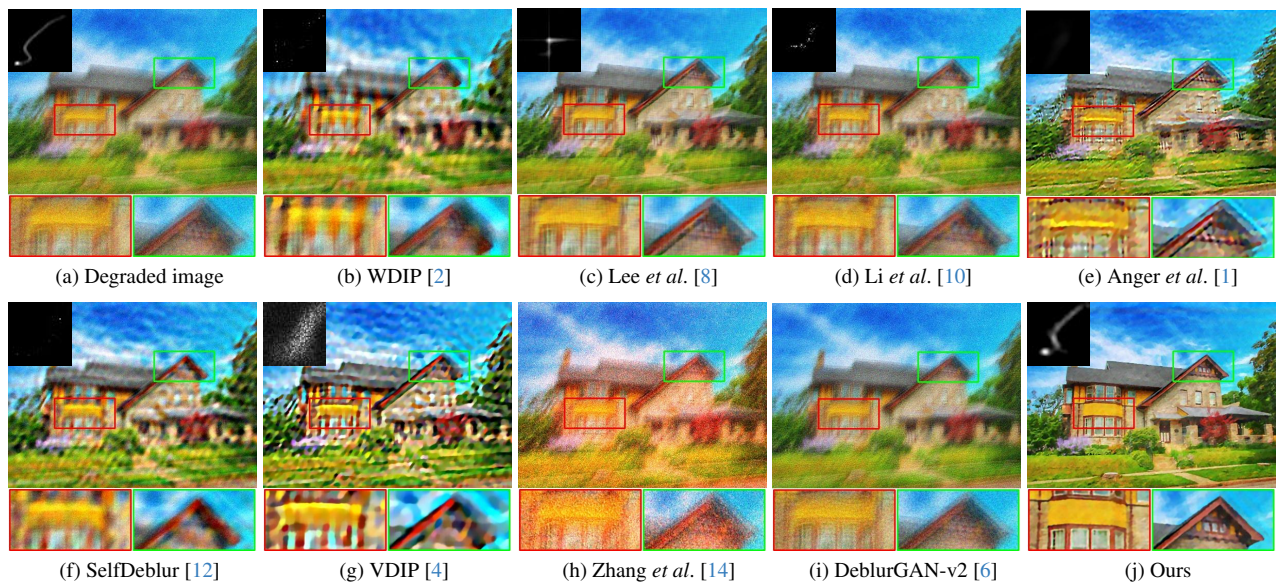 (a) Degraded image
(b) WDIP [2]
(c) Lee et al. [8]
(d) Li et al. [10]
(e) Anger et al. [1]
(f) SelfDeblur [12]
(g) VDIP [4]
(h) Zhang et al. [14]
(i) DeblurGAN-v2 [6]
(j) Ours